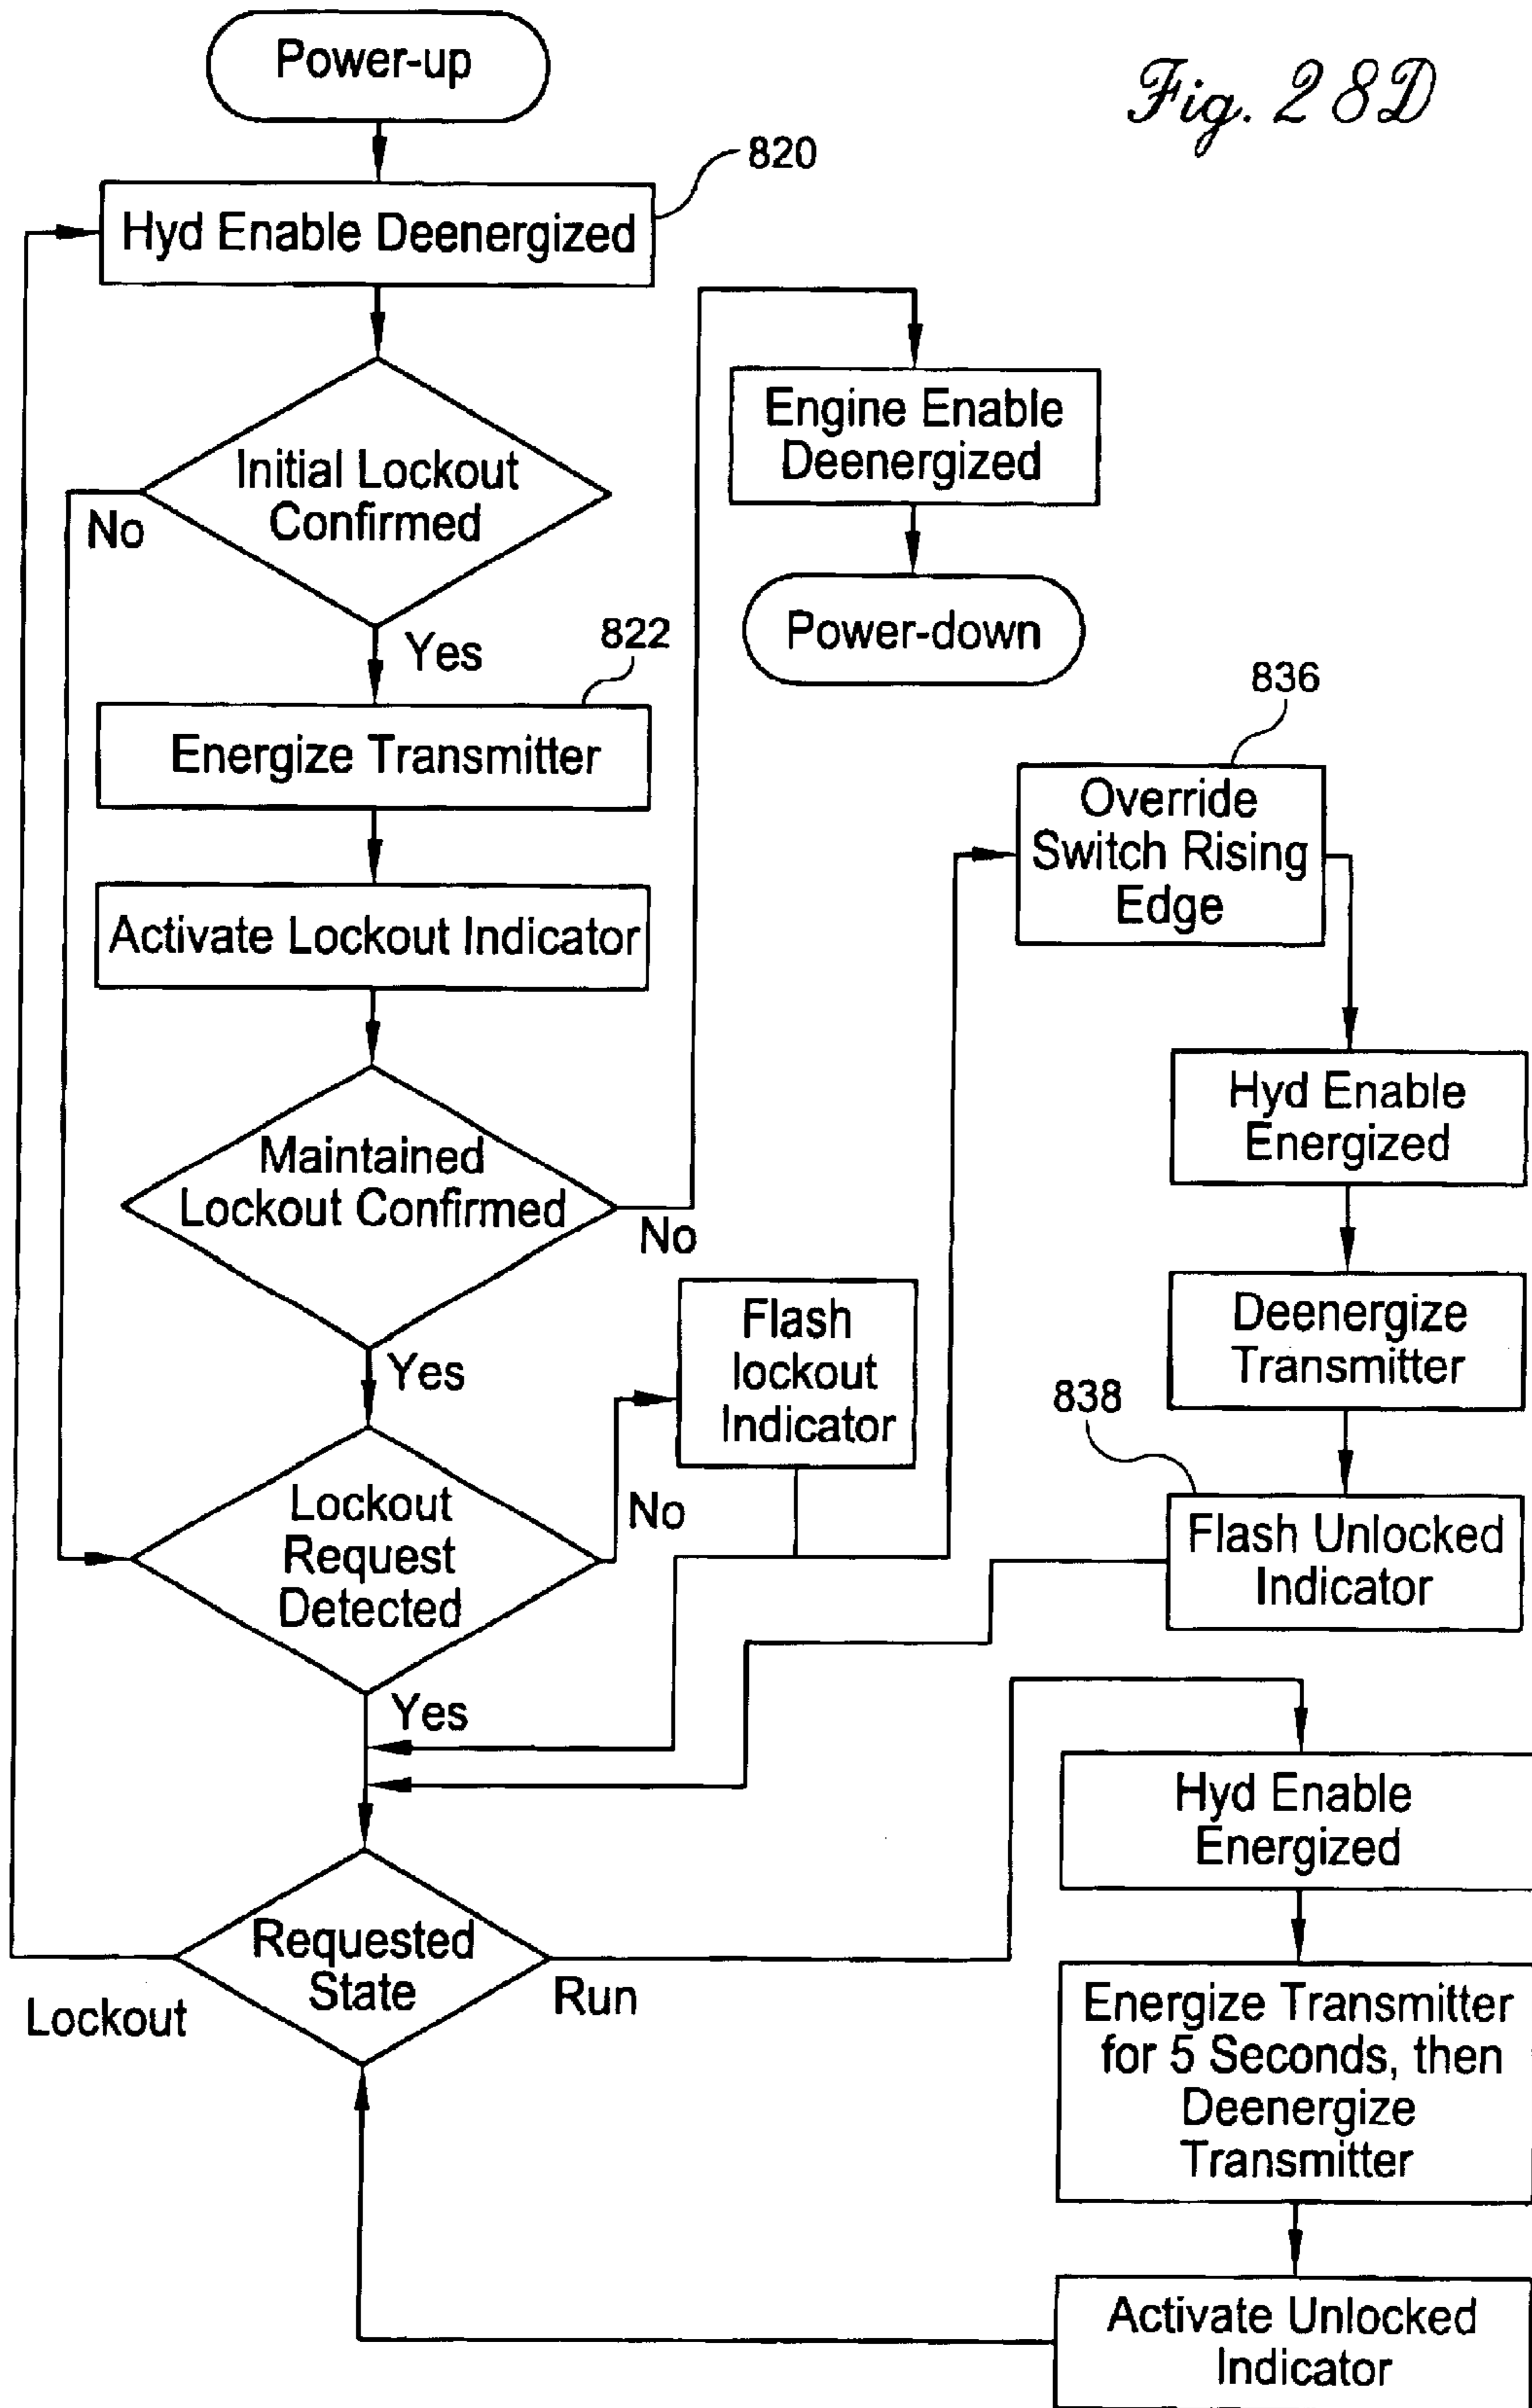 Power-up
Fig. 28D
820
Hyd Enable Deenergized
Initial Lockout
Confirmed
No
Yes
Engine Enable
Deenergized
Power-down
822
Energize Transmitter
836
Override
Switch Rising
Edge
Activate Lockout Indicator
Maintained
Lockout Confirmed
No
Yes
Hyd Enable
Energized
Deenergize
Transmitter
Flash
lockout
Indicator
838
Flash Unlocked
Indicator
Lockout
Request
Detected
No
Yes
Requested
State
Lockout
Run
Hyd Enable
Energized
Energize Transmitter
for 5 Seconds, then
Deenergize
Transmitter
Activate Unlocked
Indicator